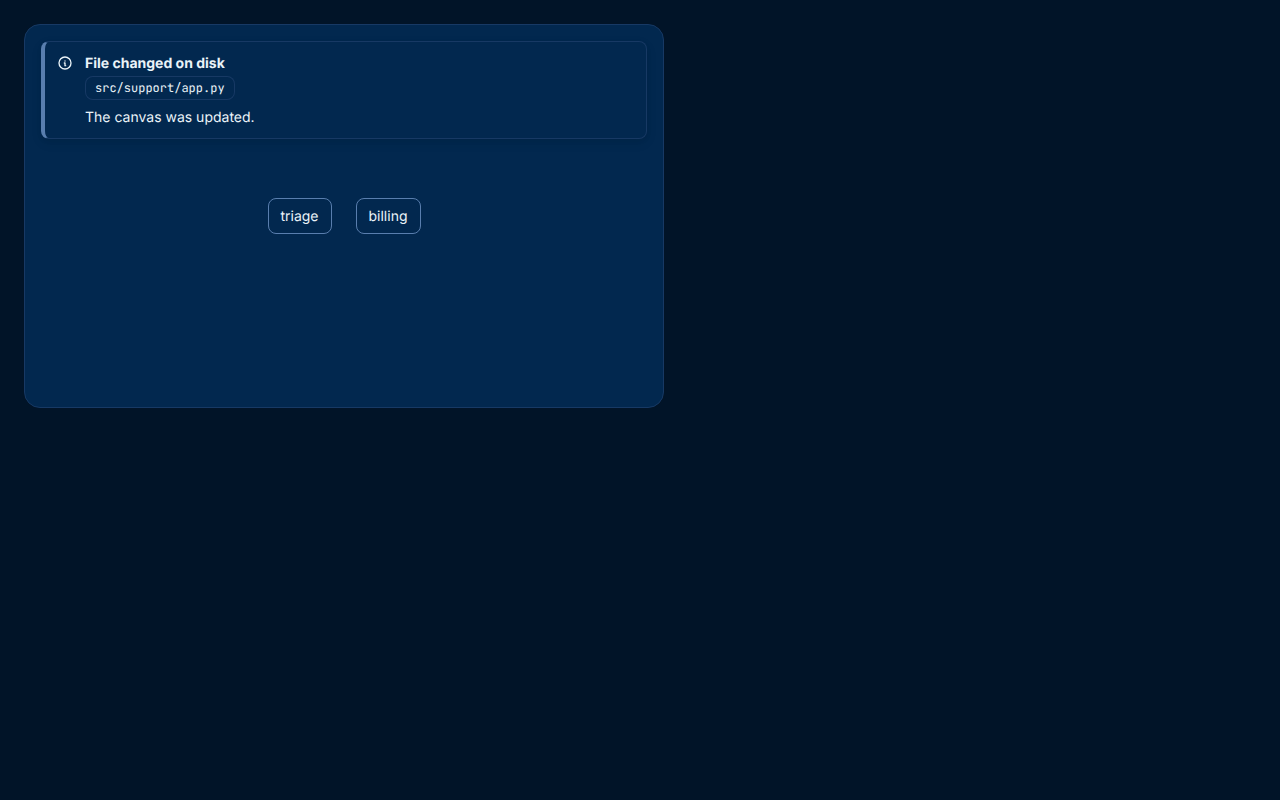 File changed on disk
src/support/app.py
The canvas was updated.
triage billing